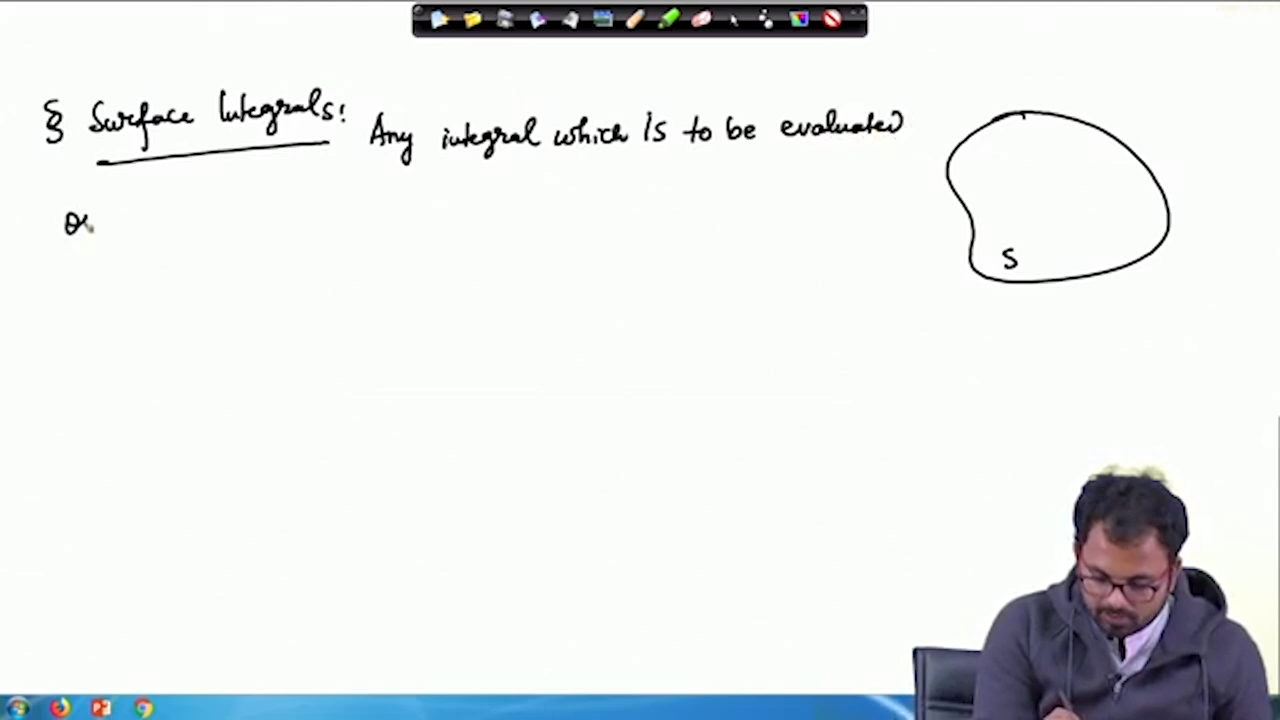 § Surface Integrals: Any integral which is to be evaluated
S